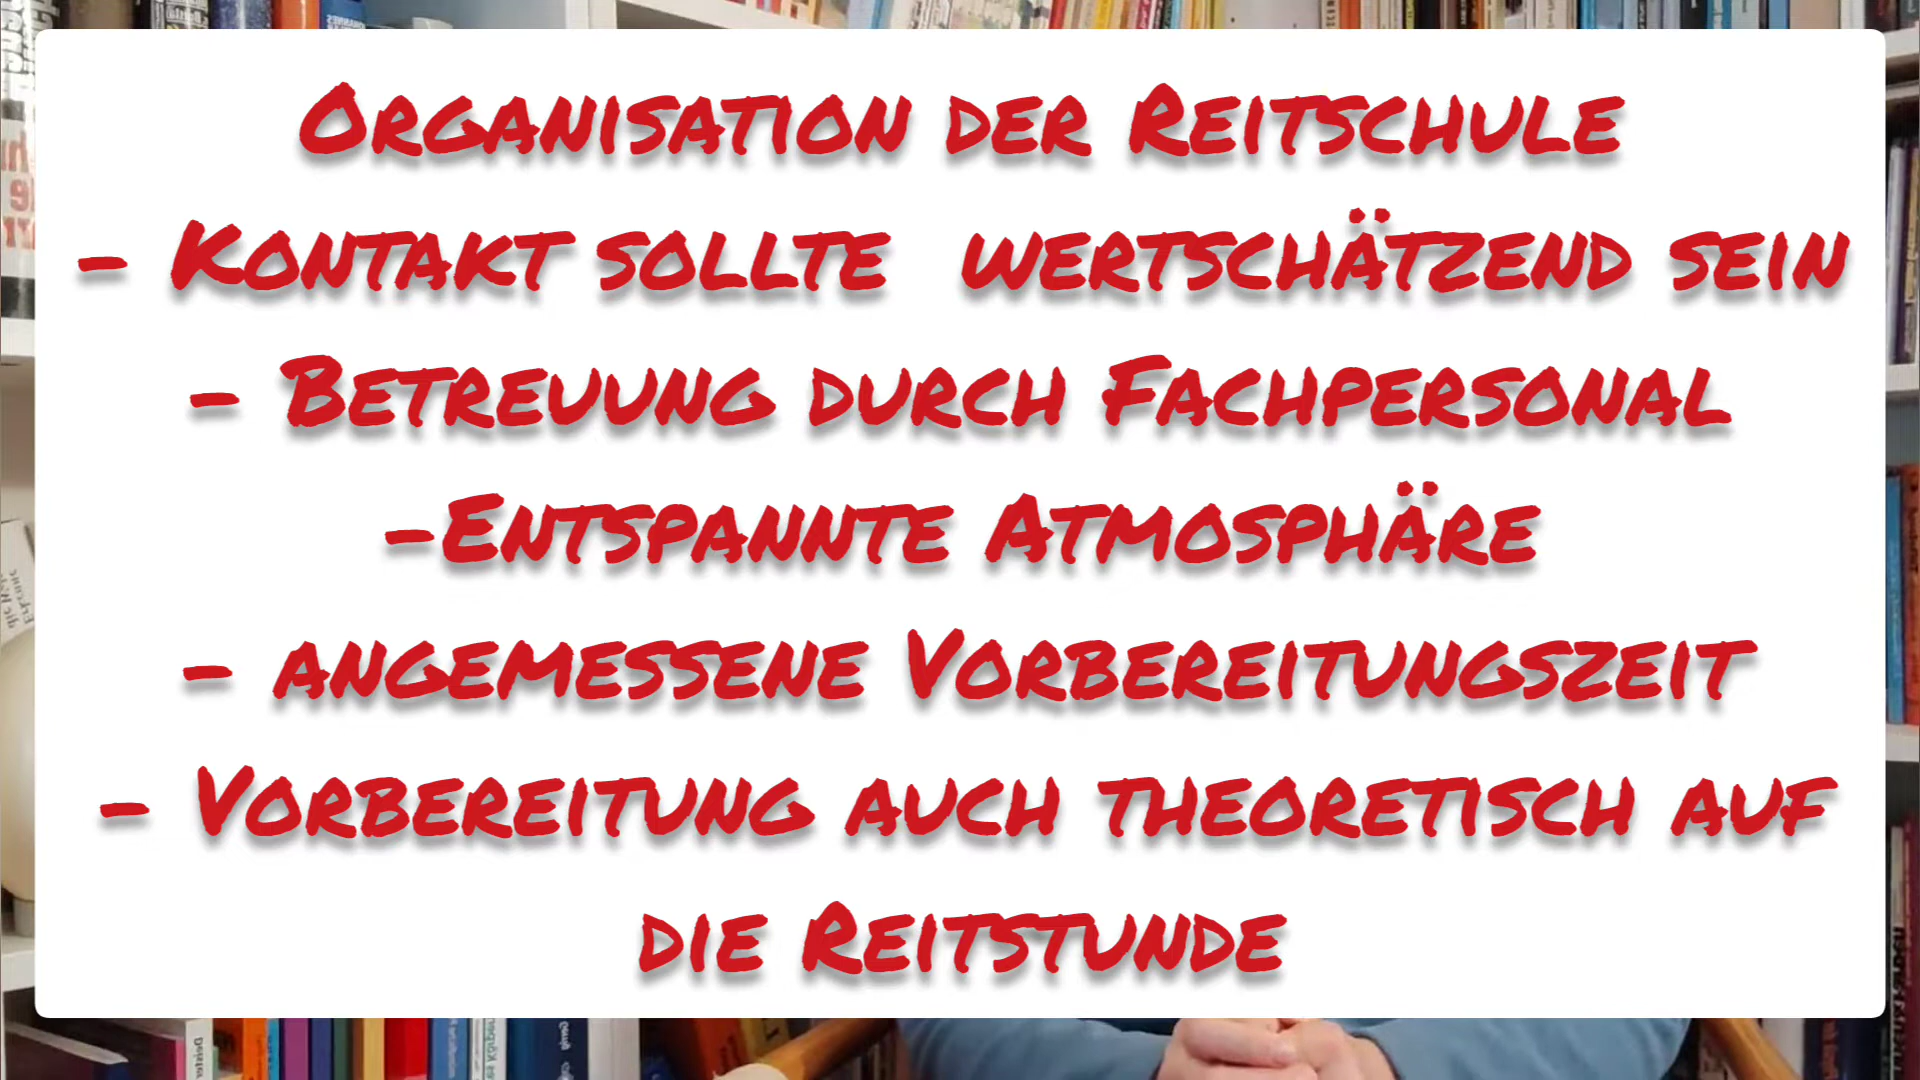 Organisation der Reitschule
- Kontakt sollte wertschätzend sein
- Betreuung durch Fachpersonal
-Entspannte Atmosphäre
- angemessene Vorbereitungszeit
- Vorbereitung auch theoretisch auf
die Reitstunde